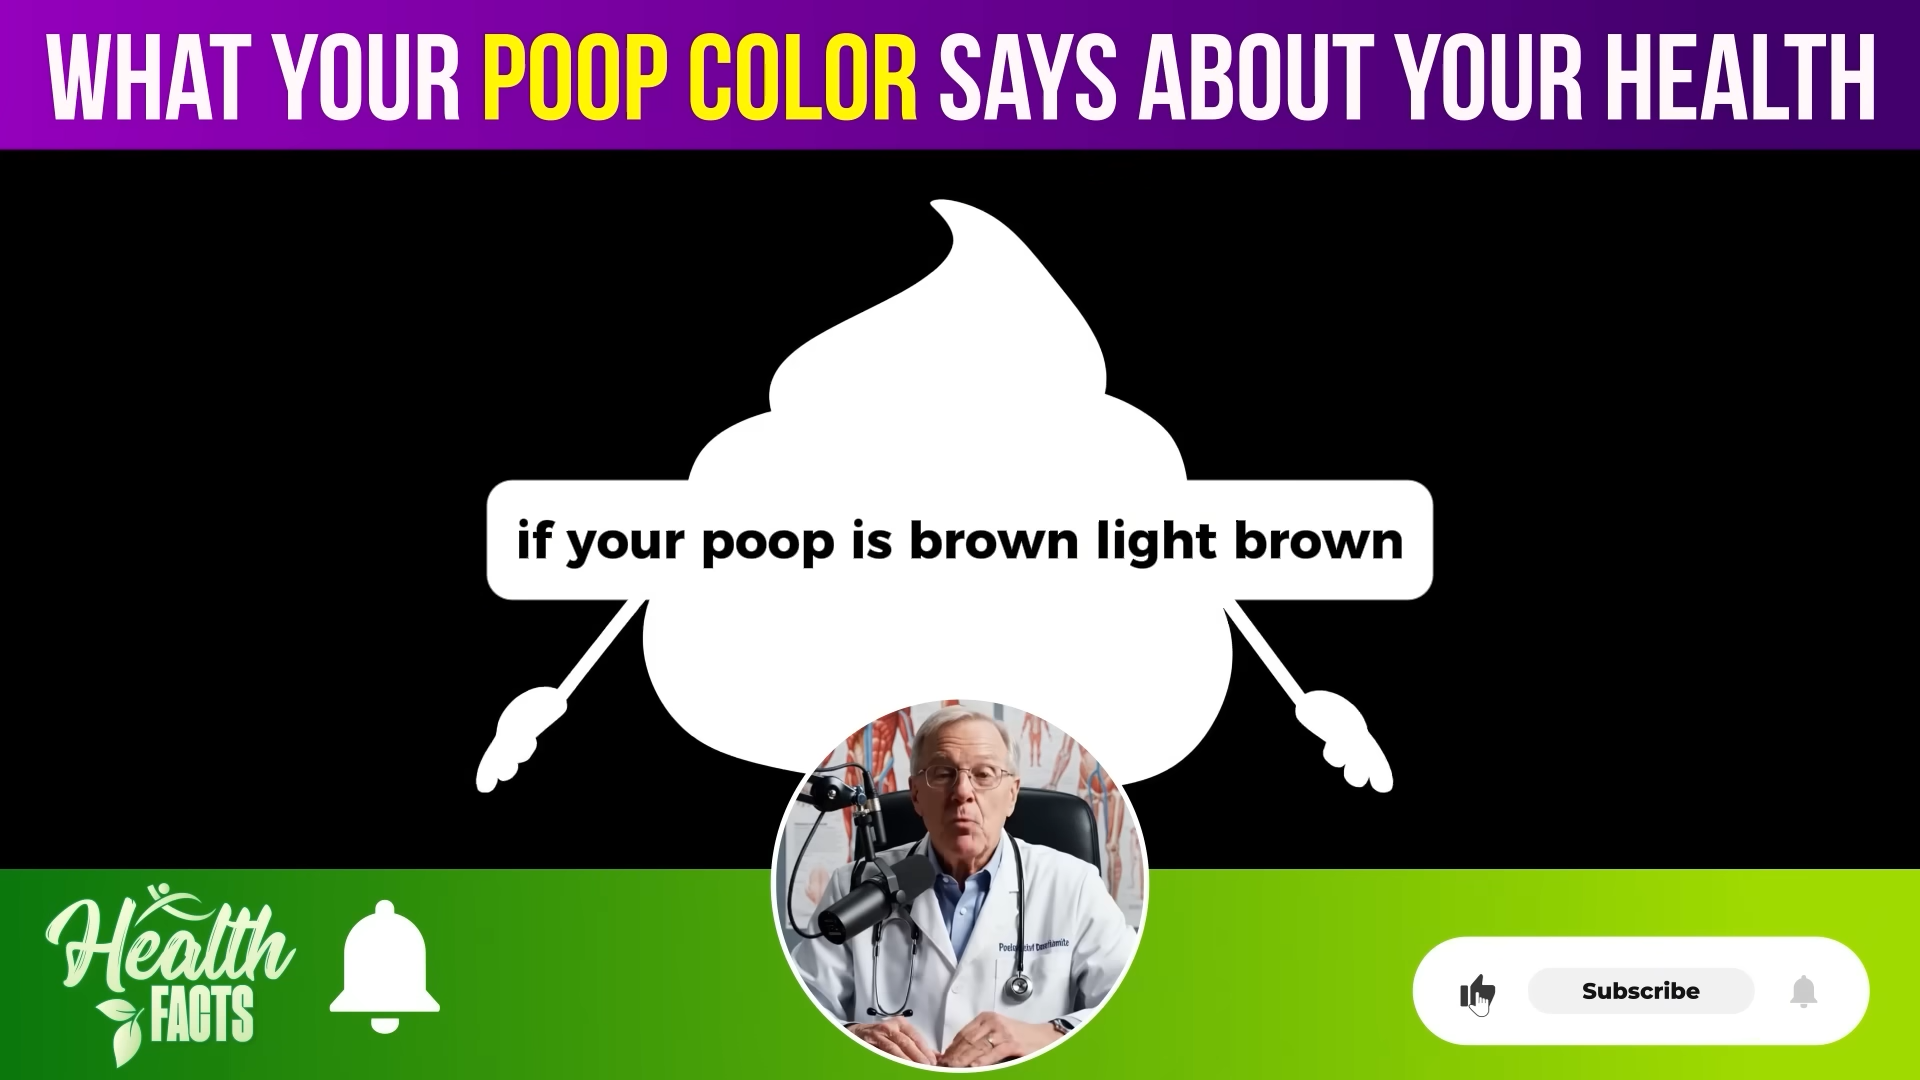 WHAT YOUR POOP COLOR SAYS ABOUT YOUR HEALTH
if your poop is brown light brown
Health
FACTS
Subscribe